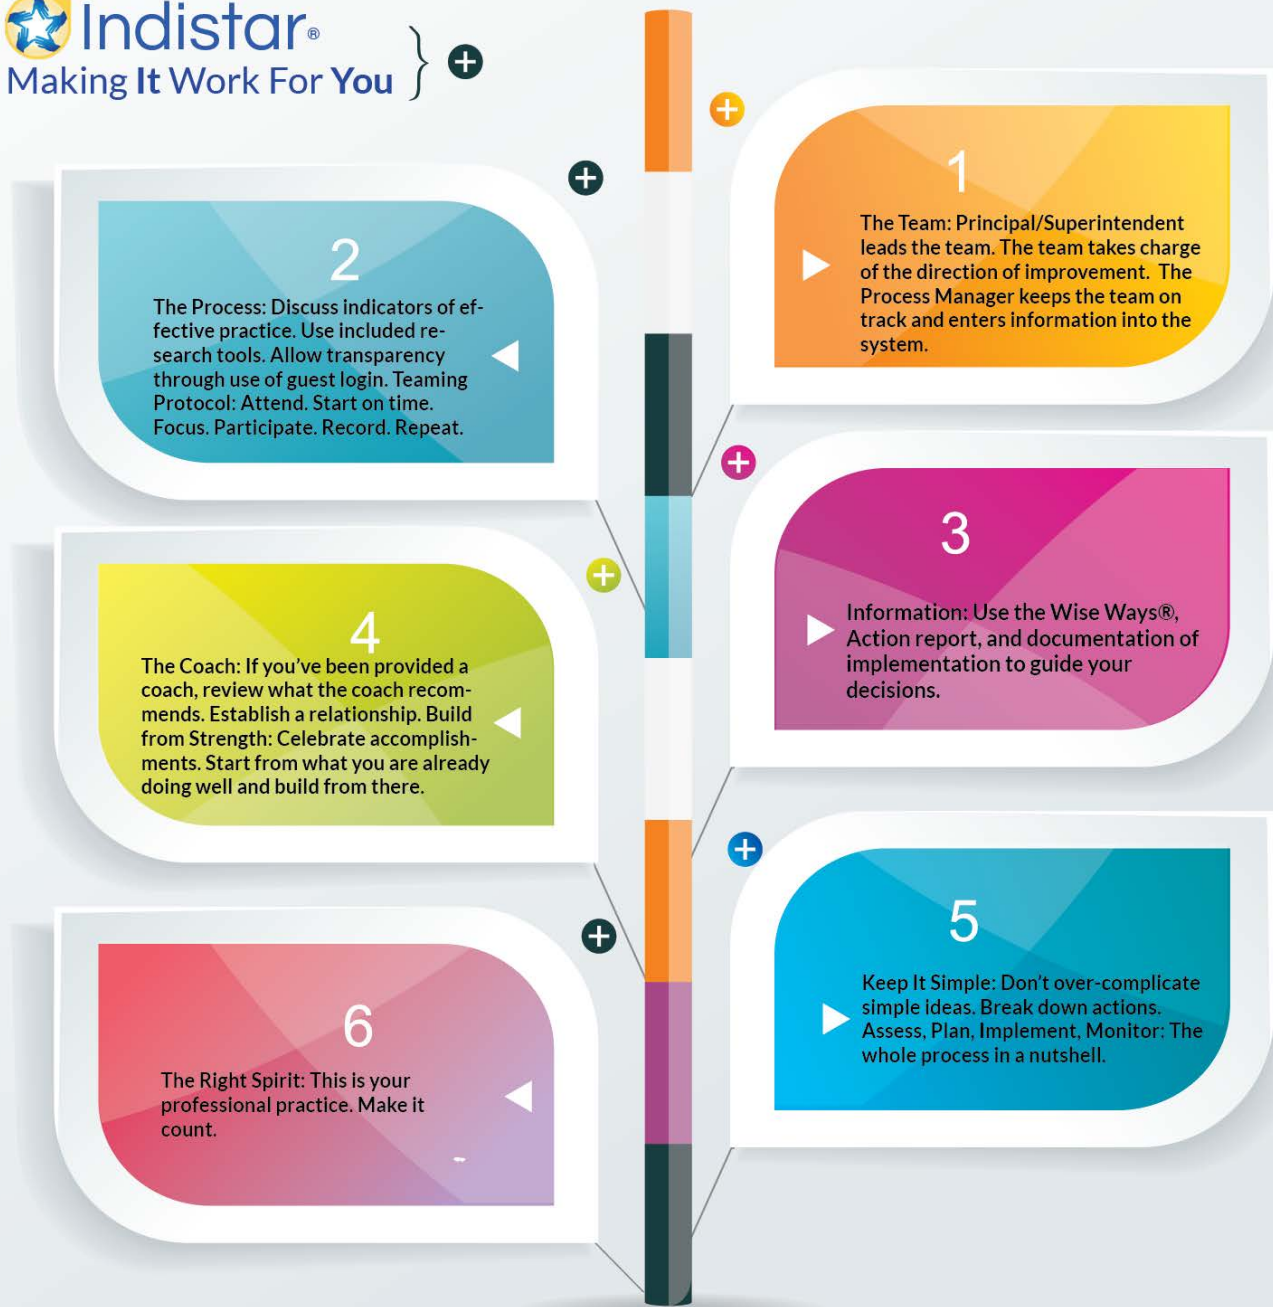 Indistar®
Making It Work For You
1
The Team: Principal/Superintendent
leads the team. The team takes charge
of the direction of improvement. The
Process Manager keeps the team on
track and enters information into the
system.
2
The Process: Discuss indicators of ef-
fective practice. Use included re-
search tools. Allow transparency
through use of guest login. Teaming
Protocol: Attend. Start on time.
Focus. Participate. Record. Repeat.
3
Information: Use the Wise Ways®,
Action report, and documentation of
implementation to guide your
decisions.
4
The Coach: If you’ve been provided a
coach, review what the coach recom-
mends. Establish a relationship. Build
from Strength: Celebrate accomplish-
ments. Start from what you are already
doing well and build from there.
5
Keep It Simple: Don’t over-complicate
simple ideas. Break down actions.
Assess, Plan, Implement, Monitor: The
whole process in a nutshell.
6
The Right Spirit: This is your
professional practice. Make it
count.